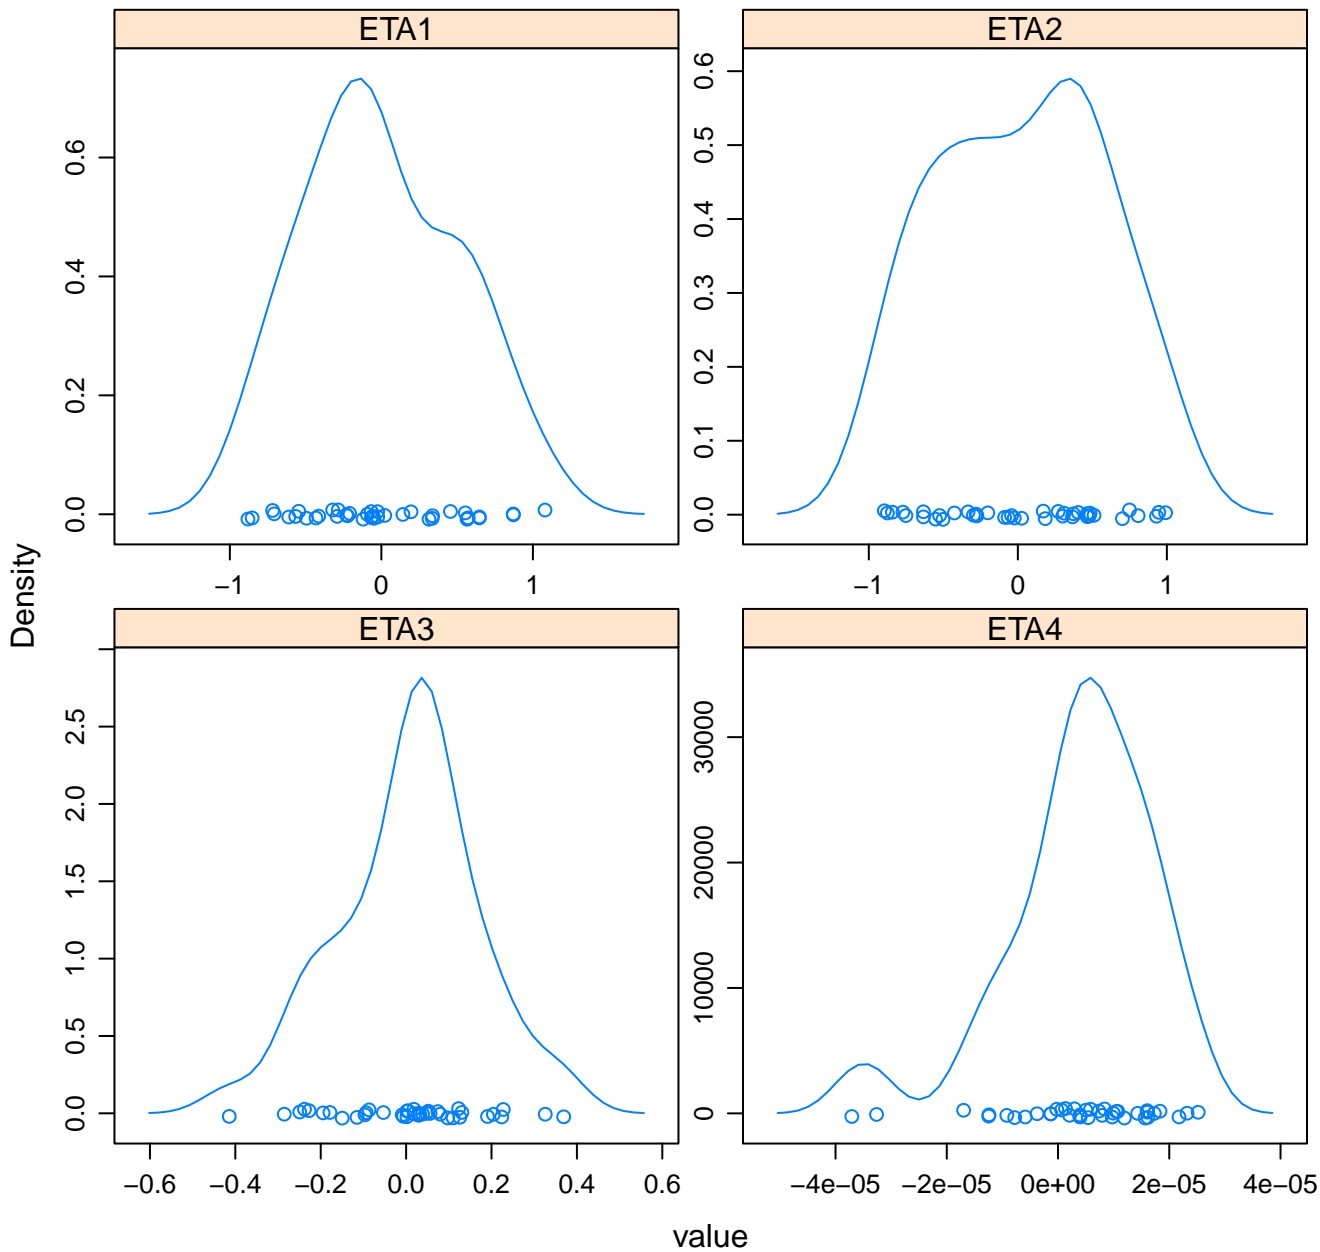 ETA1
ETA2
0.0 0.2 0.4 0.6
0.0 0.1 0.2 0.3 0.4 0.5 0.6
−1 0 1
−1 0 1
Density
ETA3
ETA4
0.0 0.5 1.0 1.5 2.0 2.5
0 10000 20000 30000
−0.6 −0.4 −0.2 0.0 0.2 0.4 0.6
−4e−05 −2e−05 0e+00 2e−05 4e−05
value